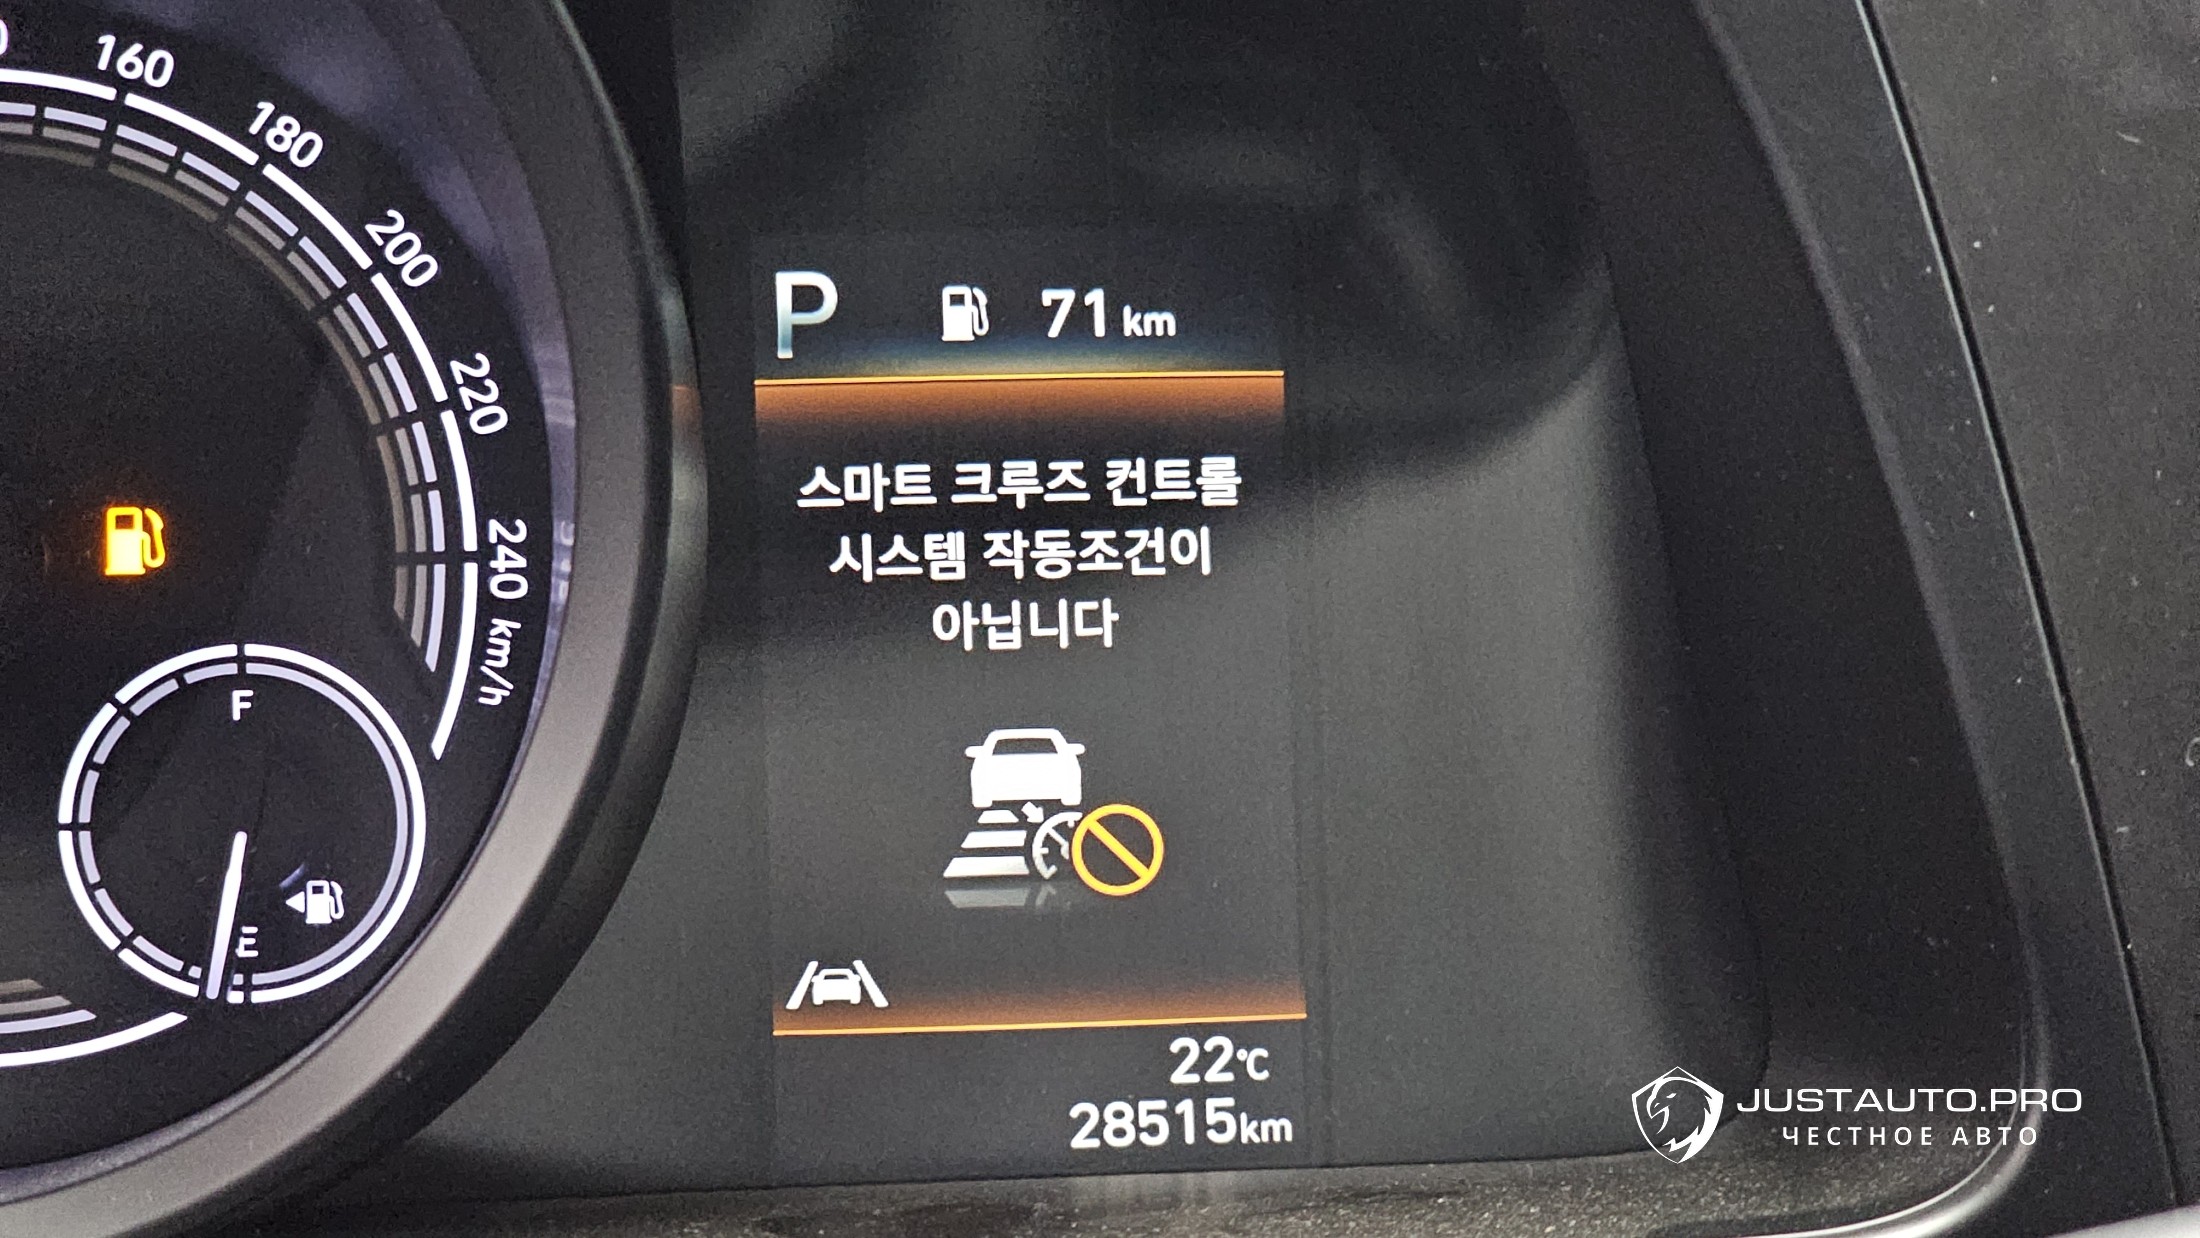 160
180
200
220
240 km/h
F
E
P 71 km
스마트 크루즈 컨트롤
시스템 작동조건이
아닙니다
22°C
28515km
JUSTAUTO.PRO
ЧЕСТНОЕ АВТО